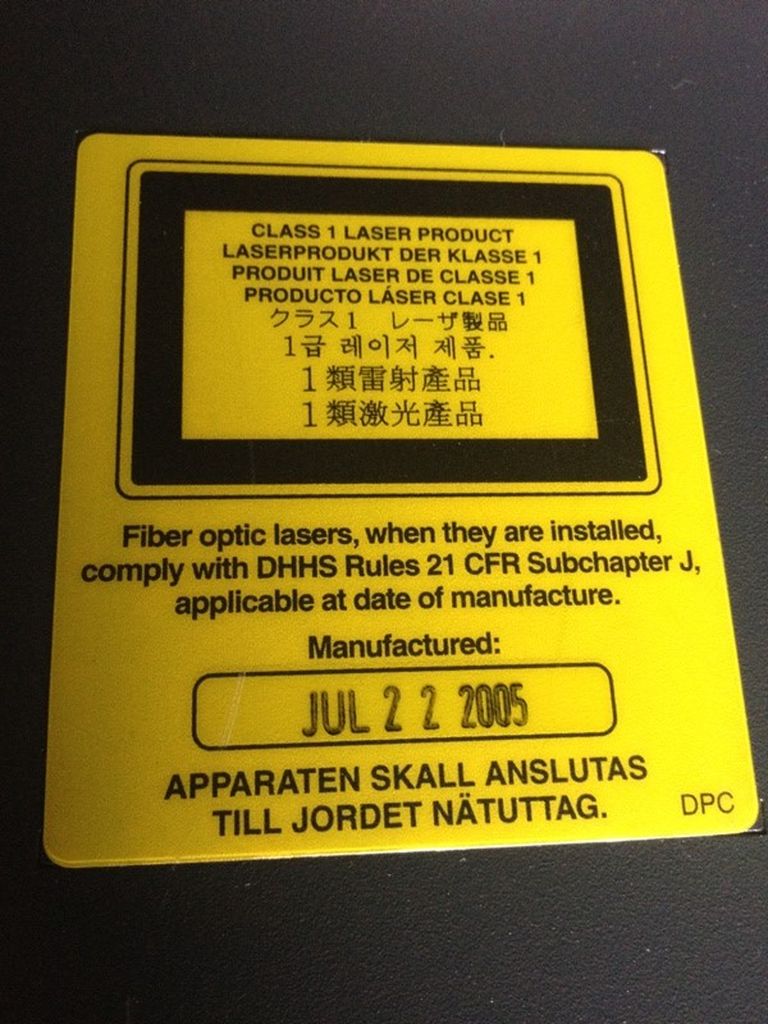 CLASS 1 LASER PRODUCT
LASERPRODUKT DER KLASSE 1
PRODUIT LASER DE CLASSE 1
PRODUCTO LÁSER CLASE 1
クラス1 レーザ製品
1급 레이저 제품.
1類雷射產品
1類激光產品
Fiber optic lasers, when they are installed,
comply with DHHS Rules 21 CFR Subchapter J,
applicable at date of manufacture.
Manufactured:
JUL 22 2005
APPARATEN SKALL ANSLUTAS
TILL JORDET NÄTUTTAG.
DPC